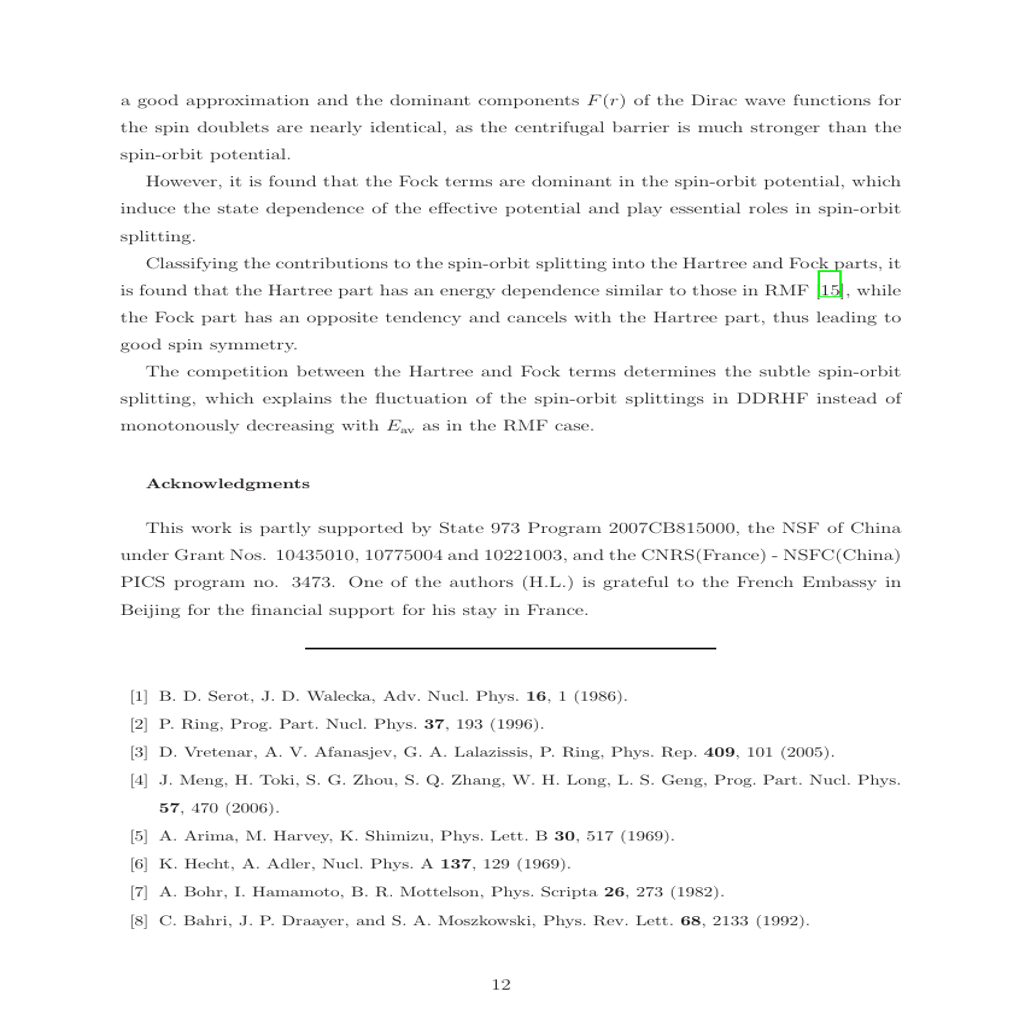 a good approximation and the dominant components F(r) of the Dirac wave functions for
the spin doublets are nearly identical, as the centrifugal barrier is much stronger than the
spin-orbit potential.
However, it is found that the Fock terms are dominant in the spin-orbit potential, which
induce the state dependence of the effective potential and play essential roles in spin-orbit
splitting.
Classifying the contributions to the spin-orbit splitting into the Hartree and Fock parts, it
is found that the Hartree part has an energy dependence similar to those in RMF [15], while
the Fock part has an opposite tendency and cancels with the Hartree part, thus leading to
good spin symmetry.
The competition between the Hartree and Fock terms determines the subtle spin-orbit
splitting, which explains the fluctuation of the spin-orbit splittings in DDRHF instead of
monotonously decreasing with E_av as in the RMF case.
Acknowledgments
This work is partly supported by State 973 Program 2007CB815000, the NSF of China
under Grant Nos. 10435010, 10775004 and 10221003, and the CNRS(France) - NSFC(China)
PICS program no. 3473. One of the authors (H.L.) is grateful to the French Embassy in
Beijing for the financial support for his stay in France.
[1] B. D. Serot, J. D. Walecka, Adv. Nucl. Phys. 16, 1 (1986).
[2] P. Ring, Prog. Part. Nucl. Phys. 37, 193 (1996).
[3] D. Vretenar, A. V. Afanasjev, G. A. Lalazissis, P. Ring, Phys. Rep. 409, 101 (2005).
[4] J. Meng, H. Toki, S. G. Zhou, S. Q. Zhang, W. H. Long, L. S. Geng, Prog. Part. Nucl. Phys.
57, 470 (2006).
[5] A. Arima, M. Harvey, K. Shimizu, Phys. Lett. B 30, 517 (1969).
[6] K. Hecht, A. Adler, Nucl. Phys. A 137, 129 (1969).
[7] A. Bohr, I. Hamamoto, B. R. Mottelson, Phys. Scripta 26, 273 (1982).
[8] C. Bahri, J. P. Draayer, and S. A. Moszkowski, Phys. Rev. Lett. 68, 2133 (1992).
12